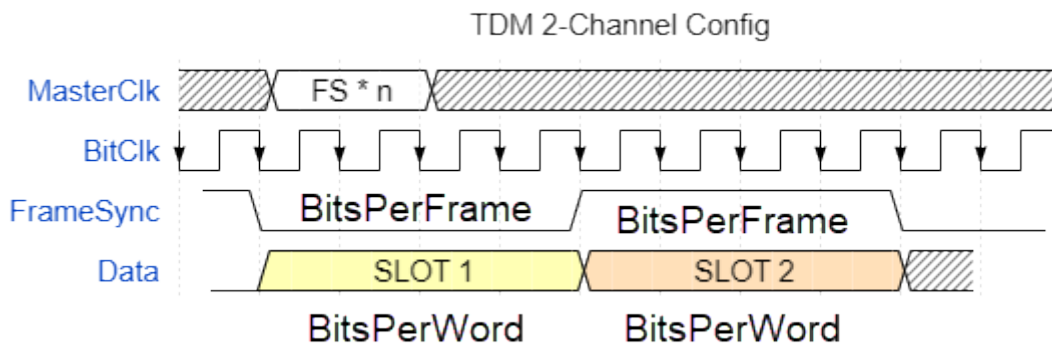 TDM 2-Channel Config
MasterClk FS * n
BitClk
FrameSync BitsPerFrame BitsPerFrame
Data SLOT 1 SLOT 2
BitsPerWord BitsPerWord